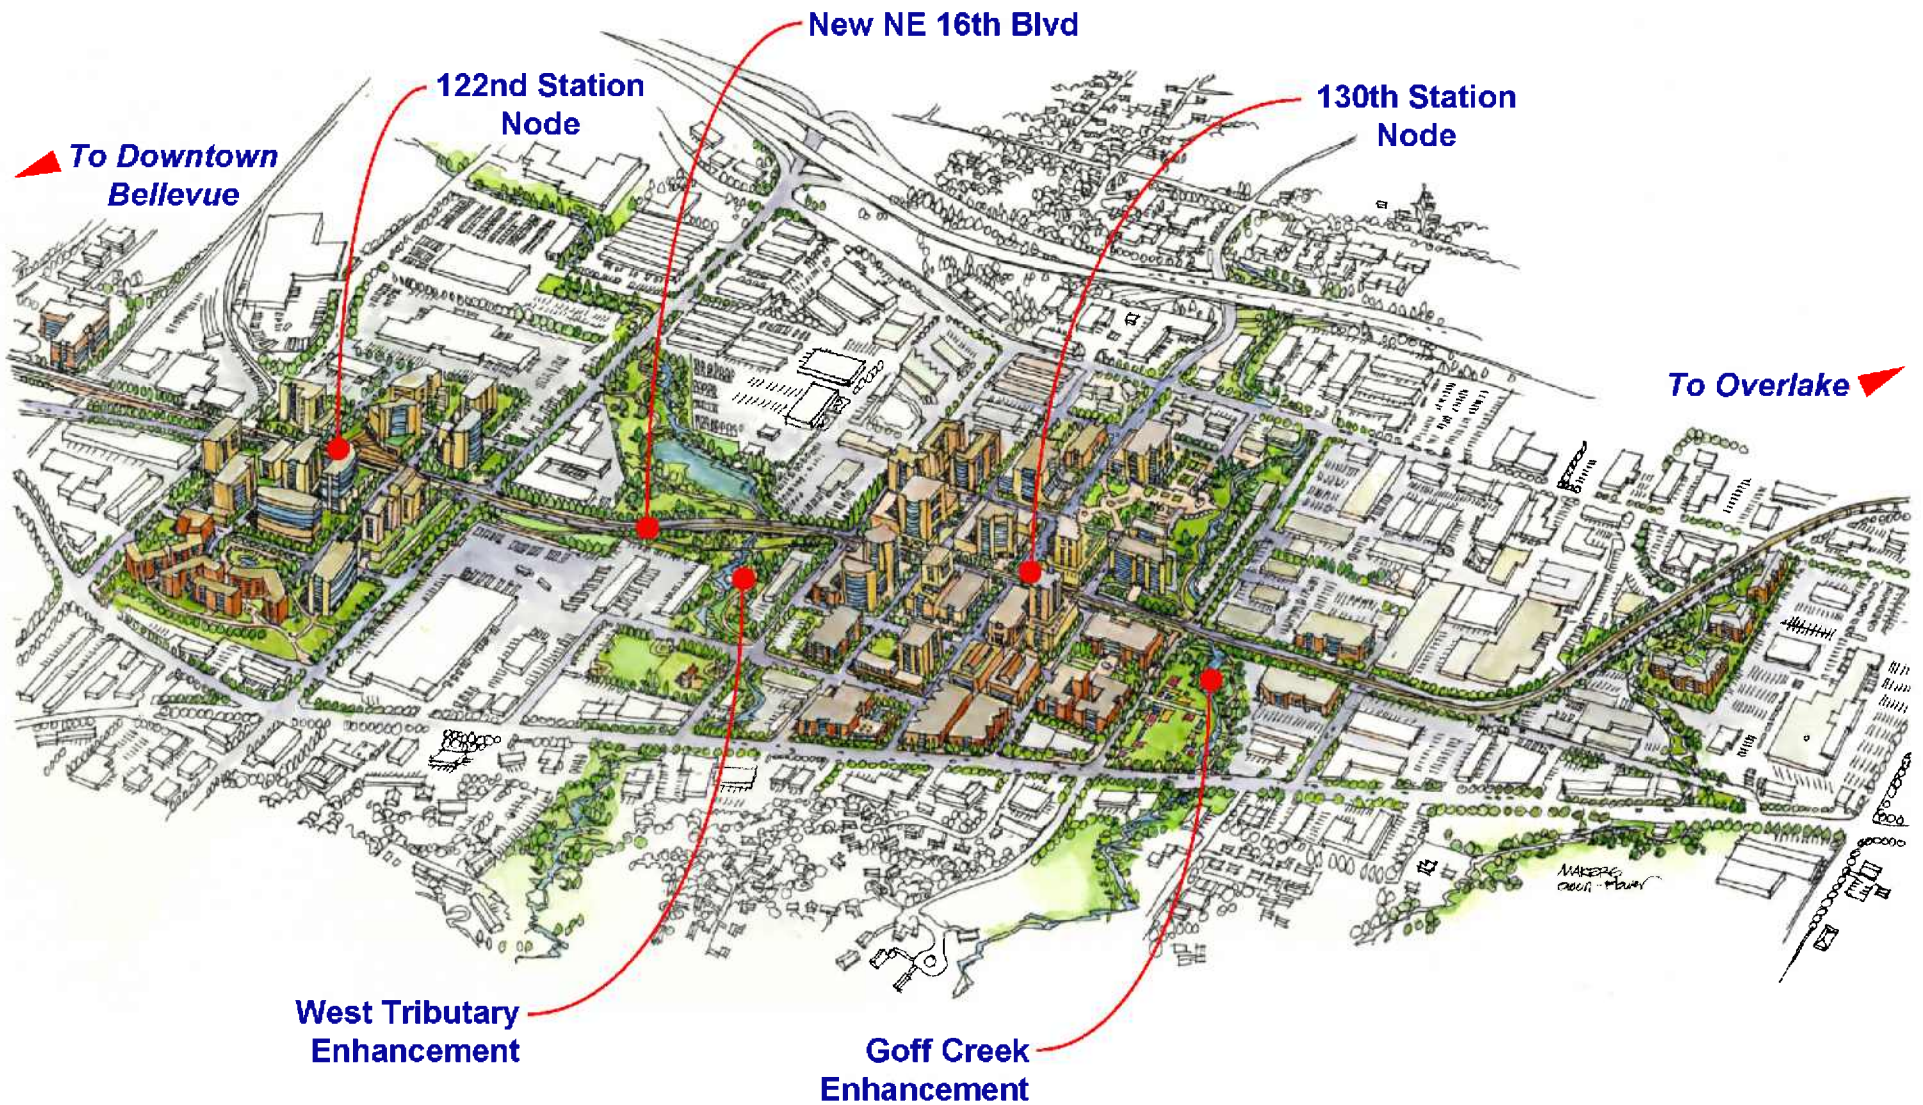 New NE 16th Blvd
122nd Station
Node
130th Station
Node
To Downtown
Bellevue
To Overlake
MAKERS
West Tributary
Enhancement
Goff Creek
Enhancement